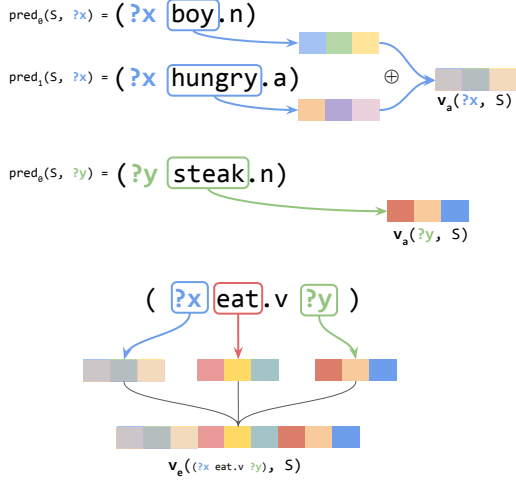 pred₀(S, ?x) = (?x boy.n)
pred₁(S, ?x) = (?x hungry.a)
⊕
vₐ(?x, S)
pred₀(S, ?y) = (?y steak.n)
vₐ(?y, S)
( ?x eat.v ?y )
vₑ((?x eat.v ?y), S)